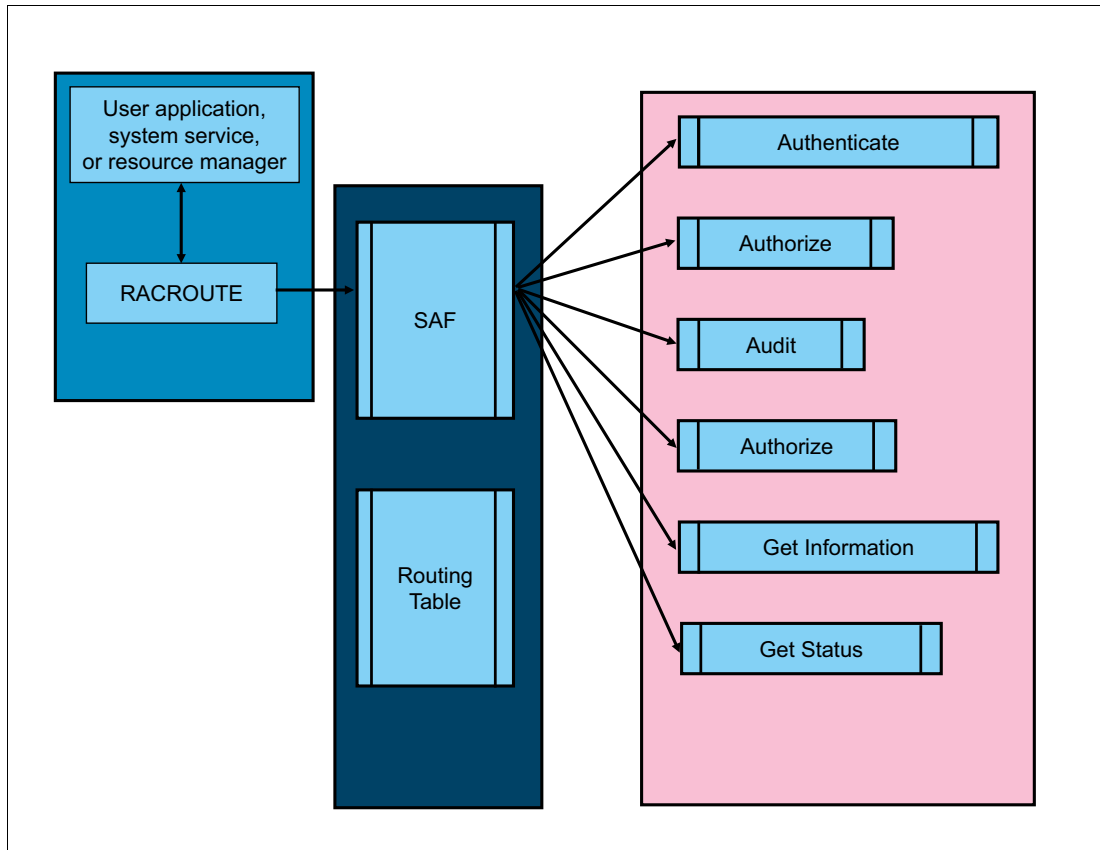 User application,
system service,
or resource manager
RACROUTE
SAF
Routing
Table
Authenticate
Authorize
Audit
Authorize
Get Information
Get Status